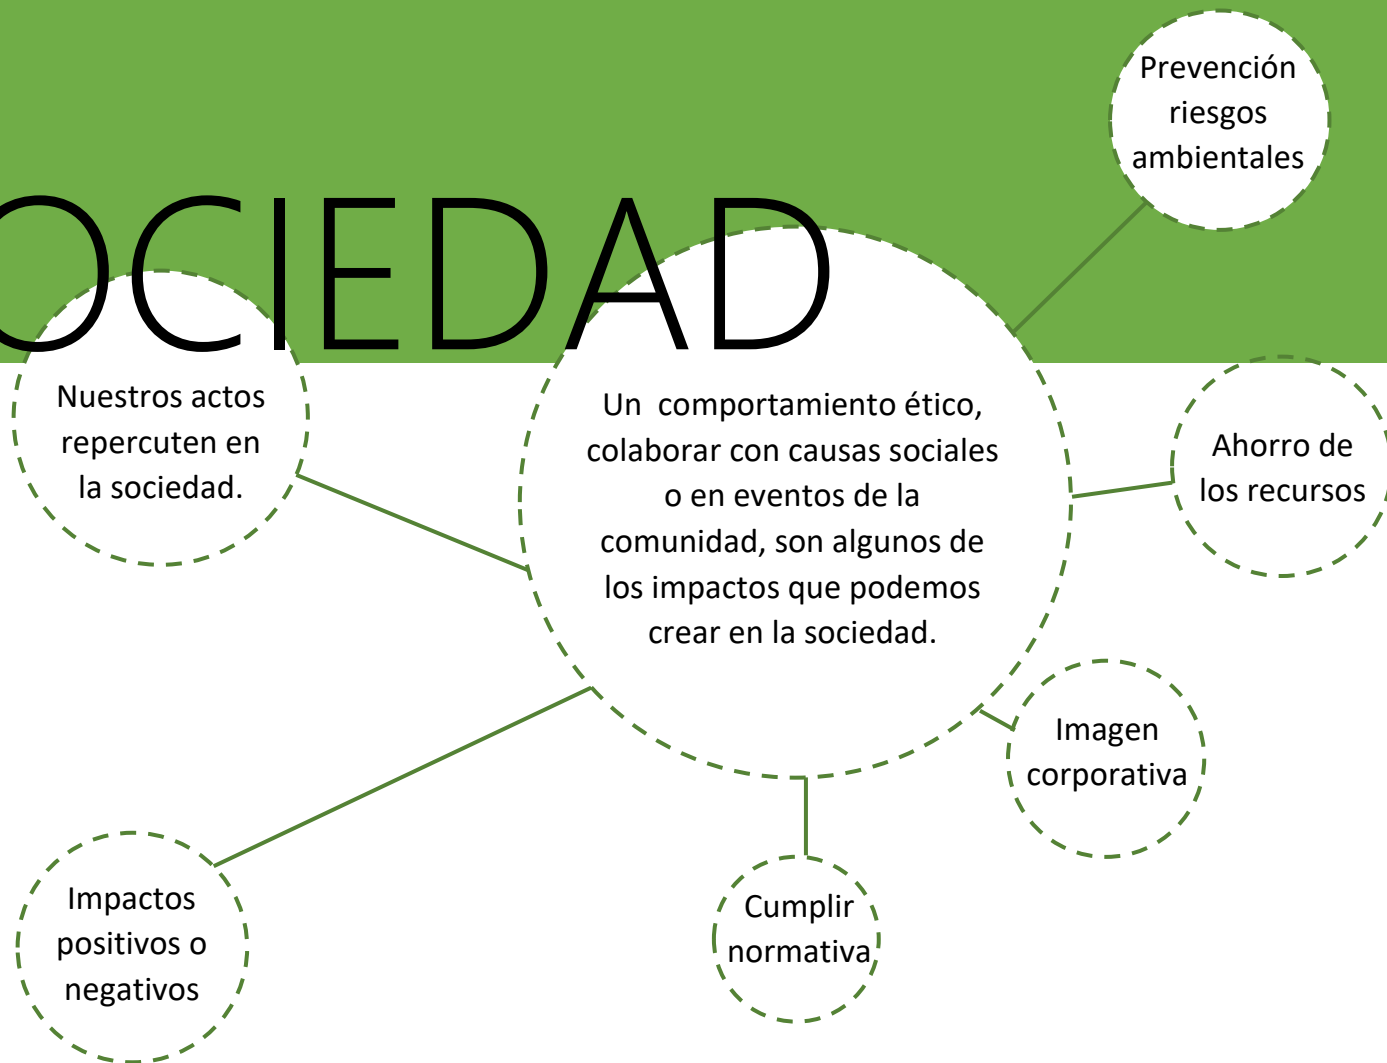 OCIEDAD
Prevención
riesgos
ambientales
Nuestros actos
repercuten en
la sociedad.
Un comportamiento ético,
colaborar con causas sociales
o en eventos de la
comunidad, son algunos de
los impactos que podemos
crear en la sociedad.
Ahorro de
los recursos
Imagen
corporativa
Impactos
positivos o
negativos
Cumplir
normativa